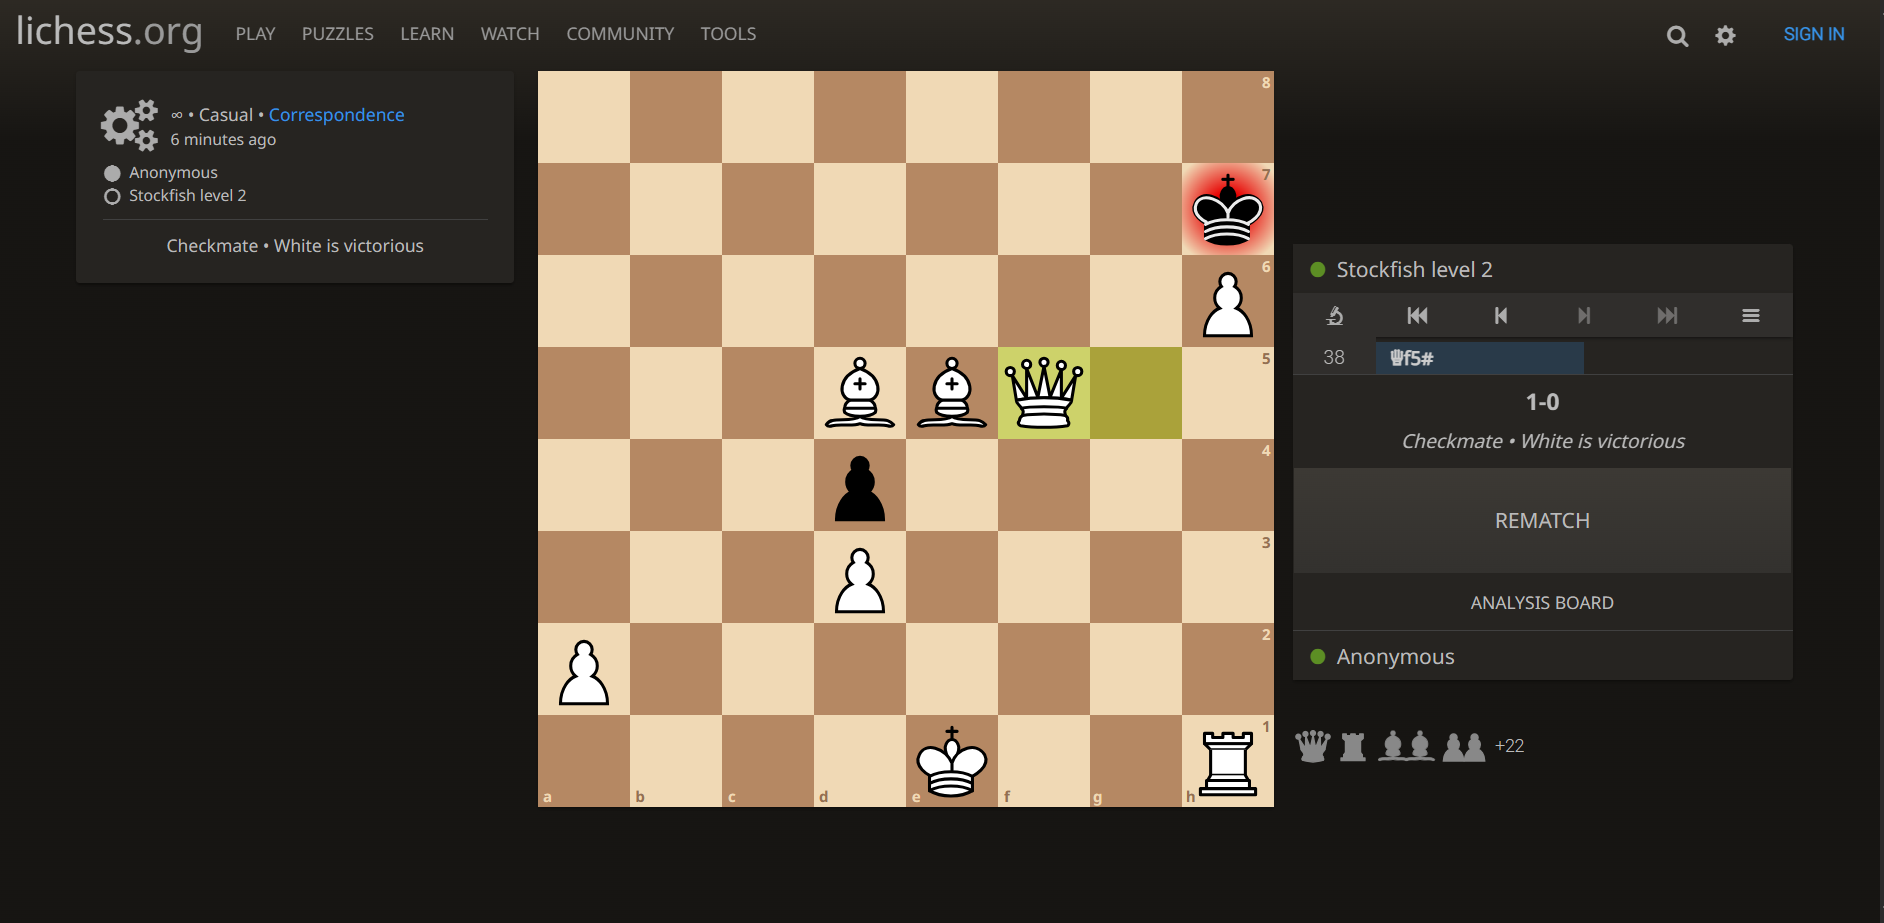 lichess.org PLAY PUZZLES LEARN WATCH COMMUNITY TOOLS SIGN IN
∞ • Casual • Correspondence
6 minutes ago
Anonymous
Stockfish level 2
Checkmate • White is victorious
8
7
6
5
4
3
2
1
a b c d e f g h
Stockfish level 2
38 ♛f5#
1-0
Checkmate • White is victorious
REMATCH
ANALYSIS BOARD
Anonymous
+22